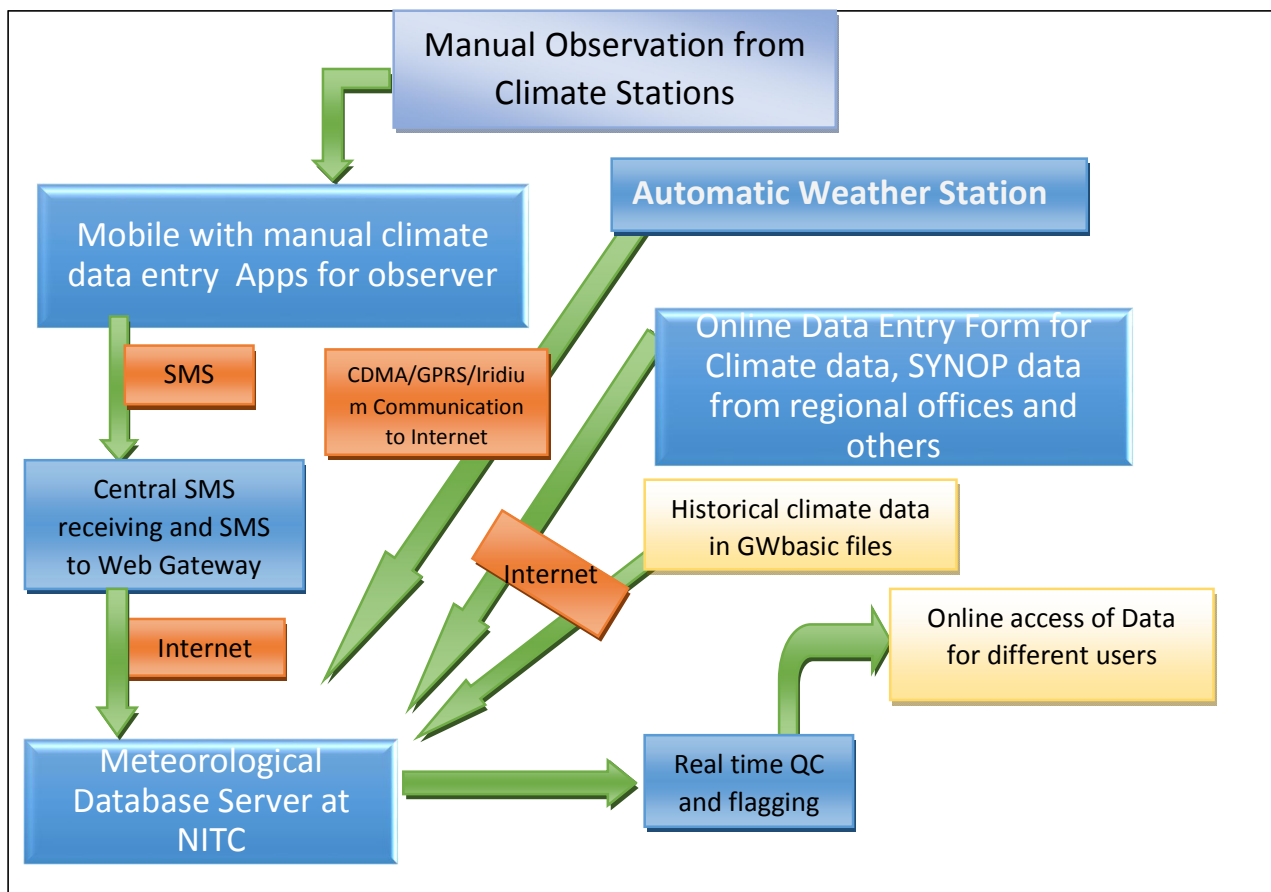 Manual Observation from
Climate Stations
Automatic Weather Station
Mobile with manual climate
data entry Apps for observer
Online Data Entry Form for
Climate data, SYNOP data
from regional offices and
others
SMS
CDMA/GPRS/Iridiu
m Communication
to Internet
Central SMS
receiving and SMS
to Web Gateway
Historical climate data
in GWbasic files
Internet
Internet
Online access of Data
for different users
Meteorological
Database Server at
NITC
Real time QC
and flagging